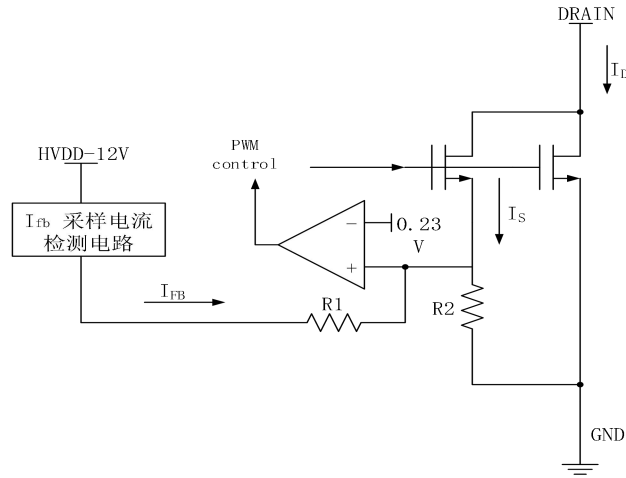 DRAIN
I_D
HVDD-12V
PWM
control
I_fb 采样电流
检测电路
0.23
V
I_S
−
+
I_FB
R1
R2
GND